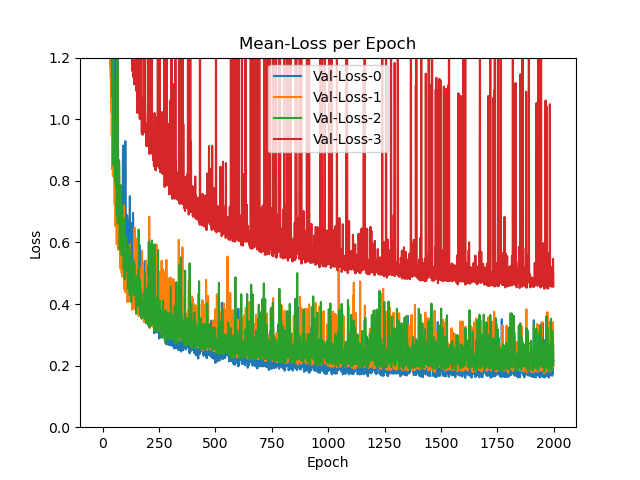 Mean-Loss per Epoch
1.2
1.0
0.8
0.6
0.4
0.2
0.0
Loss
Val-Loss-0
Val-Loss-1
Val-Loss-2
Val-Loss-3
0 250 500 750 1000 1250 1500 1750 2000
Epoch